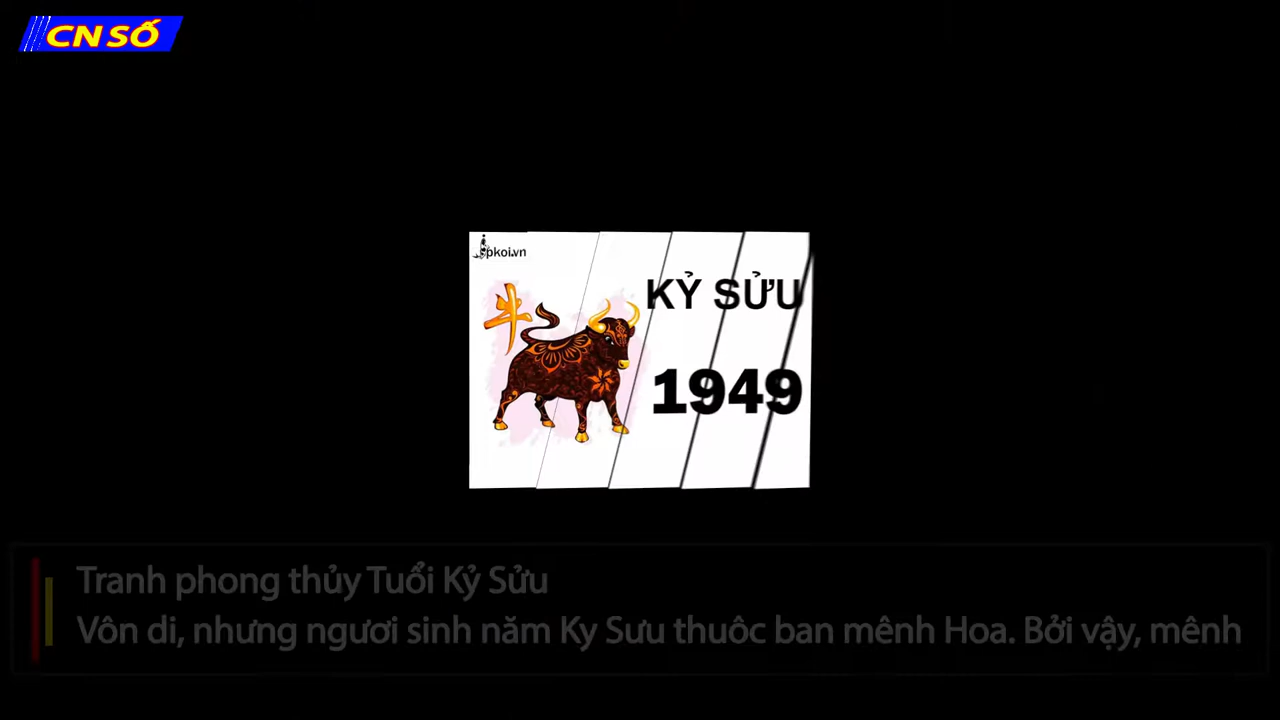 CN SỐ
pkoi.vn
牛
KỶ SỬU
1949
Tranh phong thủy Tuổi Kỷ Sửu
Vôn di, nhưng ngươi sinh năm Ky Sưu thuôc ban mênh Hoa. Bởi vậy, mênh